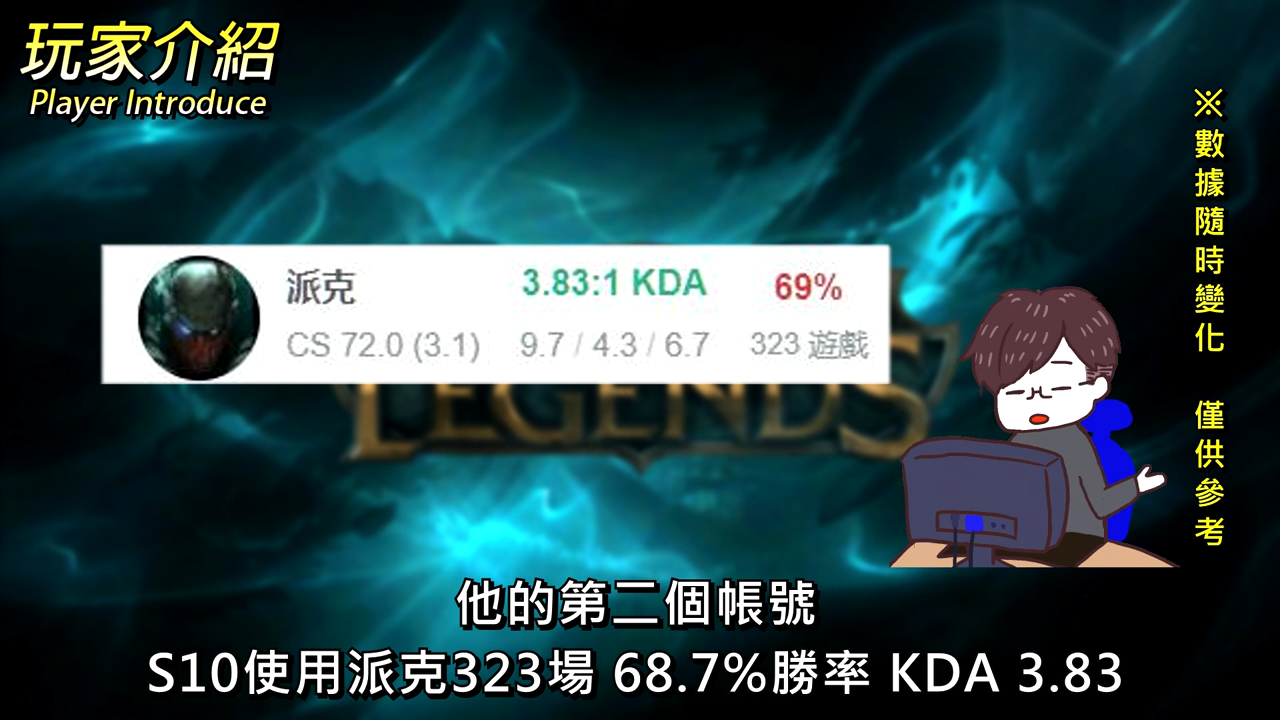 玩家介紹
Player Introduce
※數據隨時變化 僅供參考
派克 3.83:1 KDA 69%
CS 72.0 (3.1) 9.7 / 4.3 / 6.7 323 遊戲
LEGENDS
他的第二個帳號
S10使用派克323場 68.7%勝率 KDA 3.83